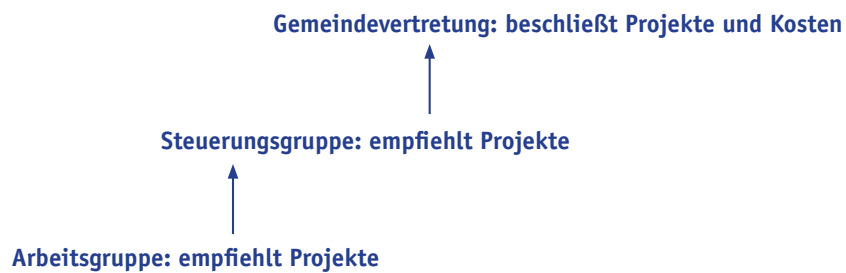 Gemeindevertretung: beschließt Projekte und Kosten
Steuerungsgruppe: empfiehlt Projekte
Arbeitsgruppe: empfiehlt Projekte